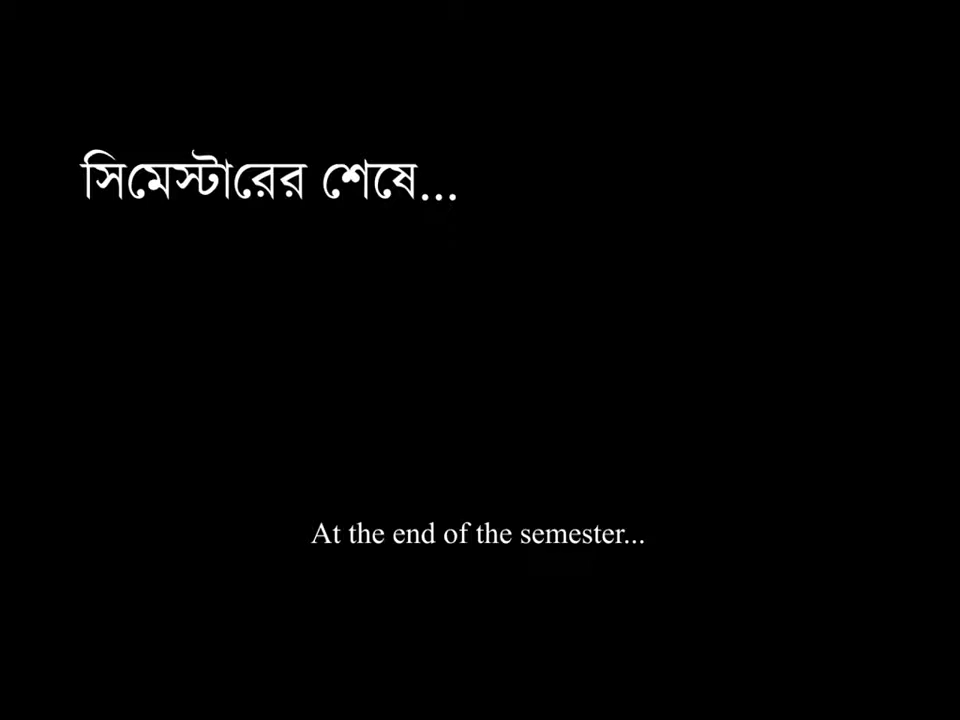 সিমেস্টারের শেষে...
At the end of the semester...